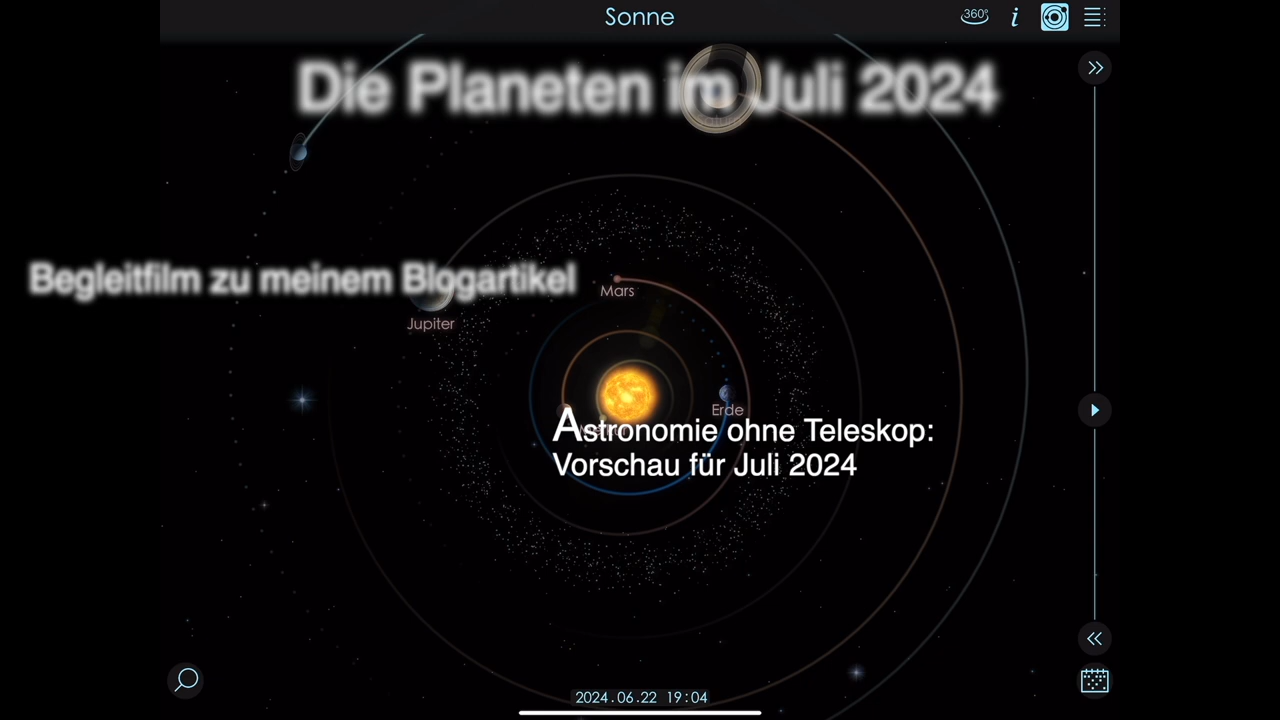 Sonne
360°
i
Die Planeten im Juli 2024
Begleitfilm zu meinem Blogartikel
Mars
Jupiter
Erde
Astronomie ohne Teleskop:
Vorschau für Juli 2024
2024.06.22 19:04